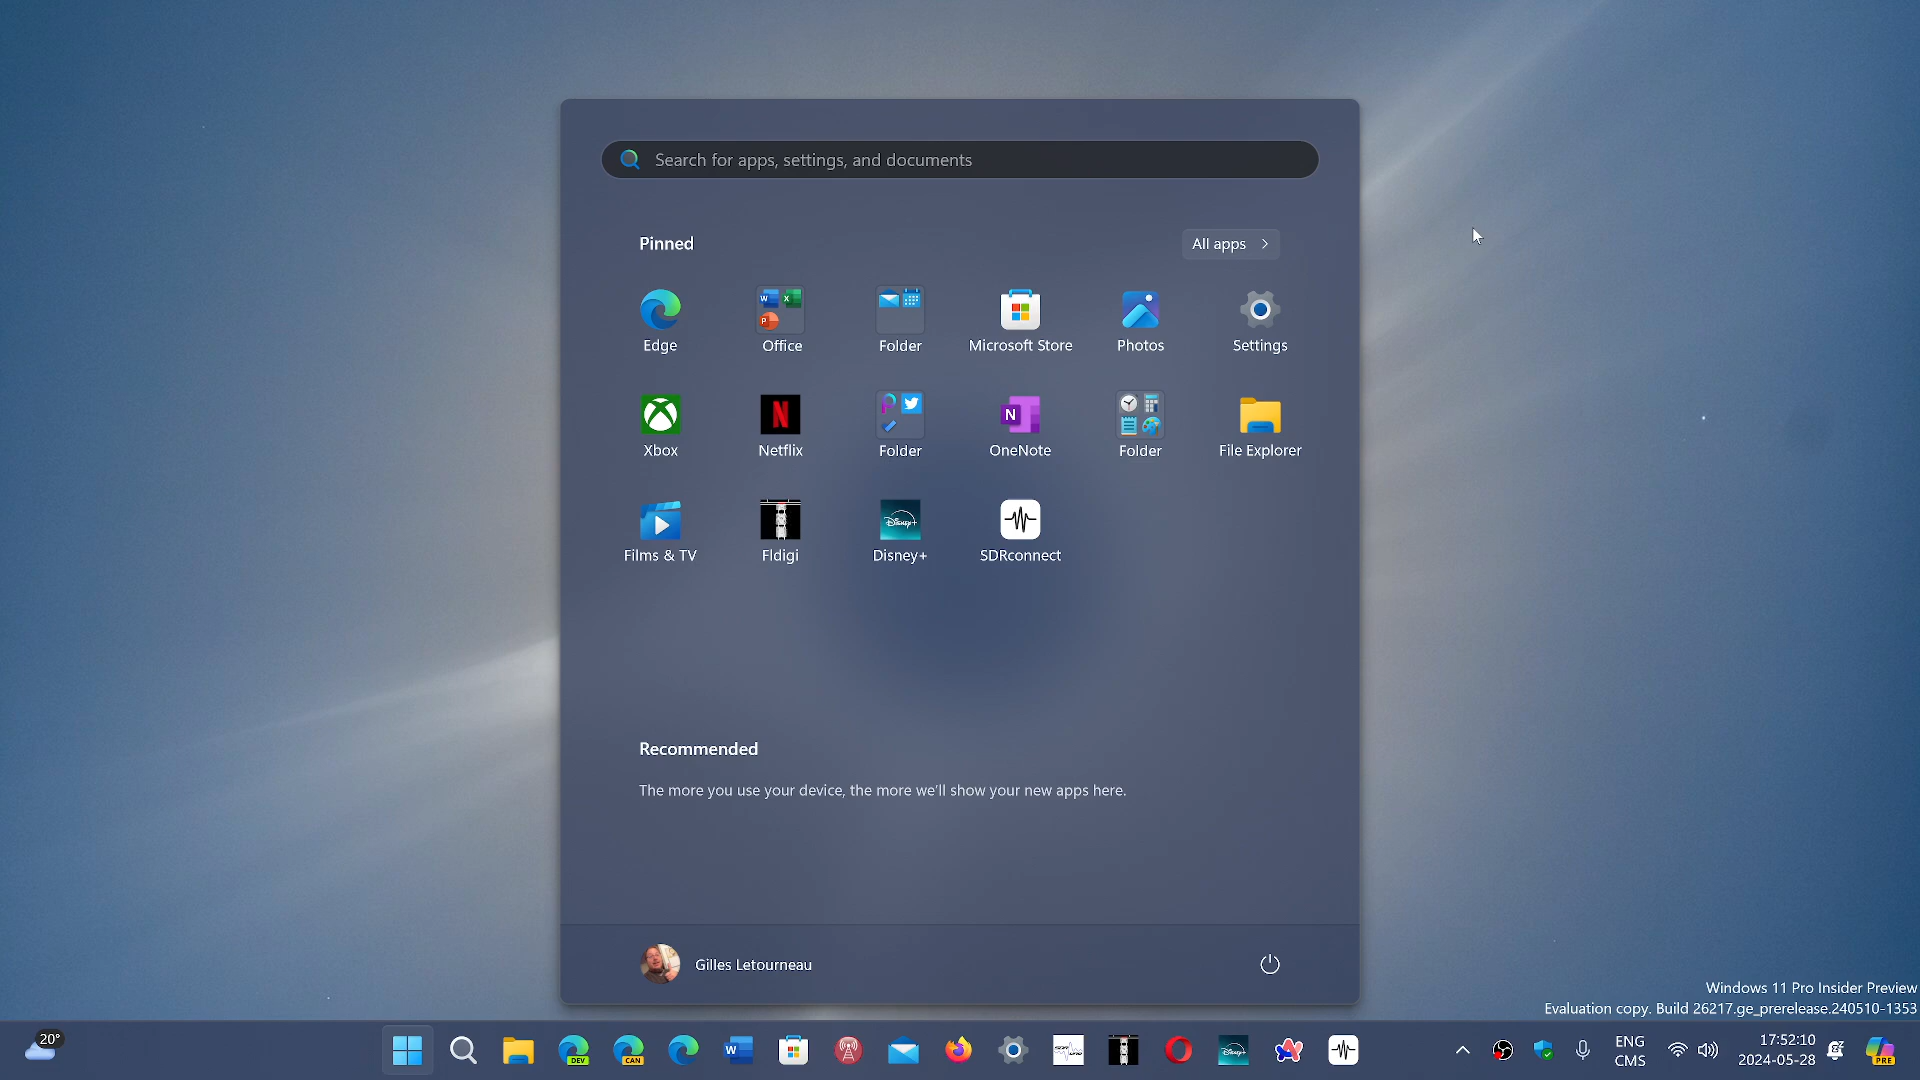 Search for apps, settings, and documents
Pinned
All apps
Edge
Office
Folder
Microsoft Store
Photos
Settings
Xbox
Netflix
Folder
OneNote
Folder
File Explorer
Films & TV
Fldigi
Disney+
SDRconnect
Recommended
The more you use your device, the more we'll show your new apps here.
Gilles Letourneau
Windows 11 Pro Insider Preview
Evaluation copy. Build 26217.ge_prerelease.240510-1353
20°
DEV
CAN
ENG
CMS
17:52:10
2024-05-28
PRE